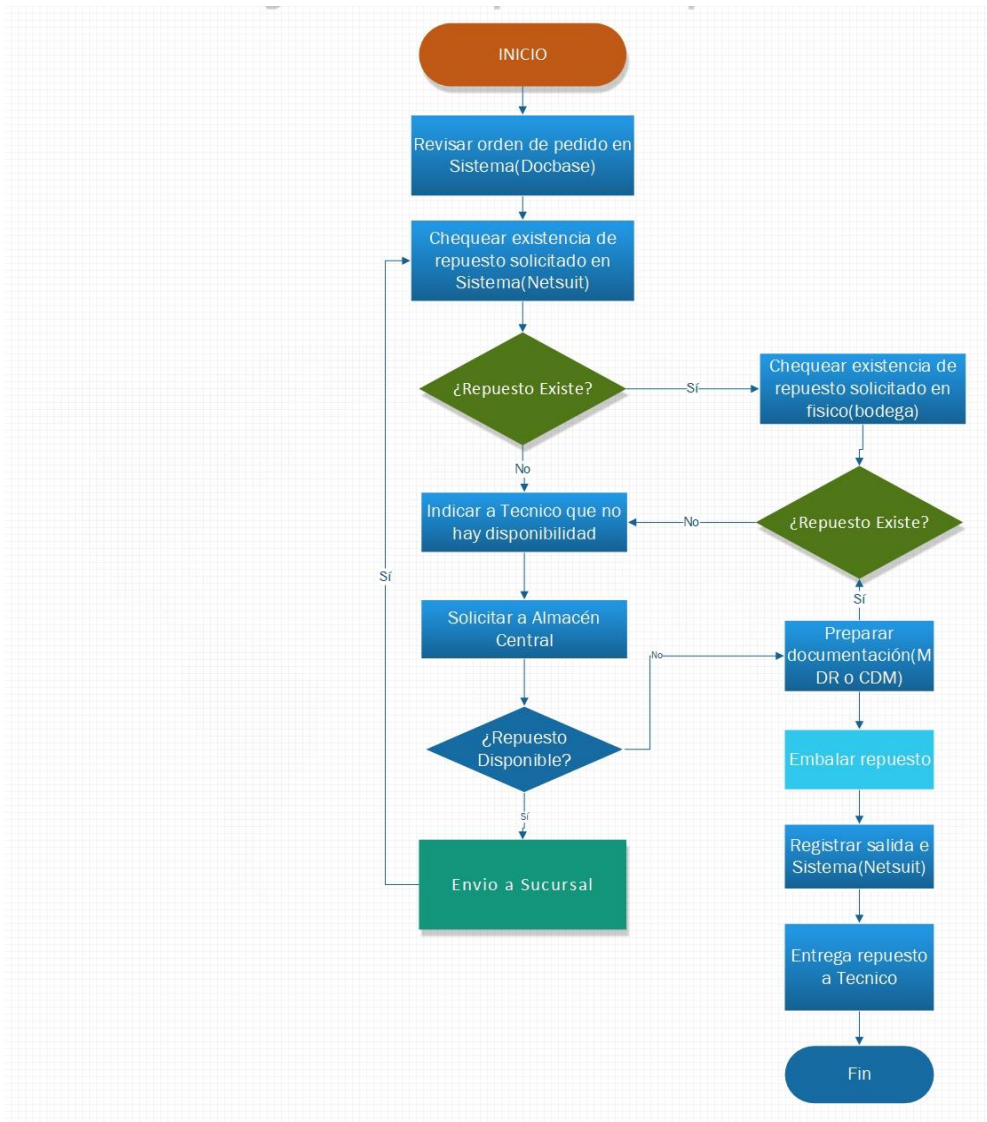 INICIO
Revisar orden de pedido en
Sistema(Docbase)
Chequear existencia de
repuesto solicitado en
Sistema(Netsuit)
¿Repuesto Existe?
Sí
Chequear existencia de
repuesto solicitado en
fisico(bodega)
No
¿Repuesto Existe?
No
Indicar a Tecnico que no
hay disponibilidad
Sí
Sí
Solicitar a Almacén
Central
Preparar
documentación(M
DR o CDM)
No
¿Repuesto
Disponible?
Embalar repuesto
sí
Registrar salida e
Sistema(Netsuit)
Envio a Sucursal
Entrega repuesto
a Tecnico
Fin